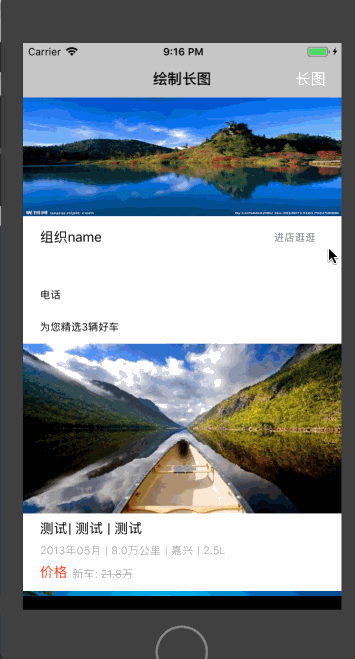 Carrier 9:16 PM
绘制长图 长图
组织name 进店逛逛
电话
为您精选3辆好车
测试| 测试 | 测试
2013年05月 | 8.0万公里 | 嘉兴 | 2.5L
价格 新车: 21.8万